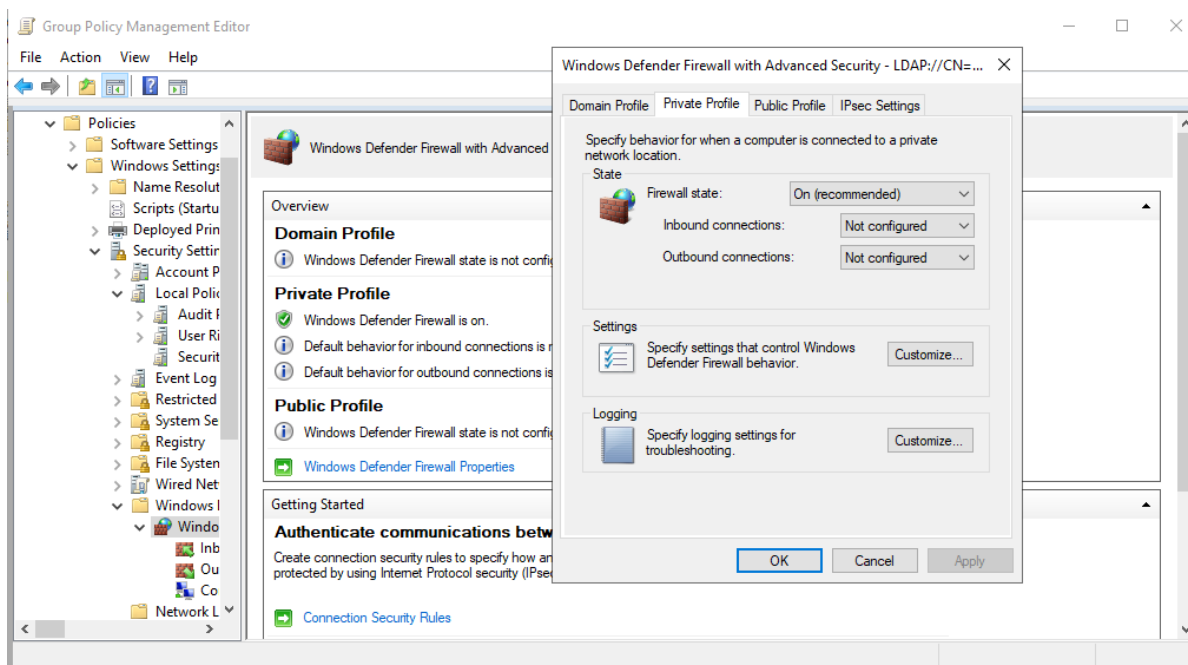 Group Policy Management Editor
File Action View Help
Policies
Software Settings
Windows Settings
Name Resolut
Scripts (Startu
Deployed Prin
Security Settin
Account P
Local Polic
Audit
User Ri
Securit
Event Log
Restricted
System Se
Registry
File System
Wired Net
Windows
Windo
Inb
Ou
Co
Network L
Windows Defender Firewall with Advanced
Overview
Domain Profile
Windows Defender Firewall state is not config
Private Profile
Windows Defender Firewall is on.
Default behavior for inbound connections is
Default behavior for outbound connections is
Public Profile
Windows Defender Firewall state is not config
Windows Defender Firewall Properties
Getting Started
Authenticate communications betw
Create connection security rules to specify how an
protected by using Internet Protocol security (IPsec
Connection Security Rules
Windows Defender Firewall with Advanced Security - LDAP://CN=...
Domain Profile Private Profile Public Profile IPsec Settings
Specify behavior for when a computer is connected to a private
network location.
State
Firewall state: On (recommended)
Inbound connections: Not configured
Outbound connections: Not configured
Settings
Specify settings that control Windows
Defender Firewall behavior.
Customize...
Logging
Specify logging settings for
troubleshooting.
Customize...
OK Cancel Apply